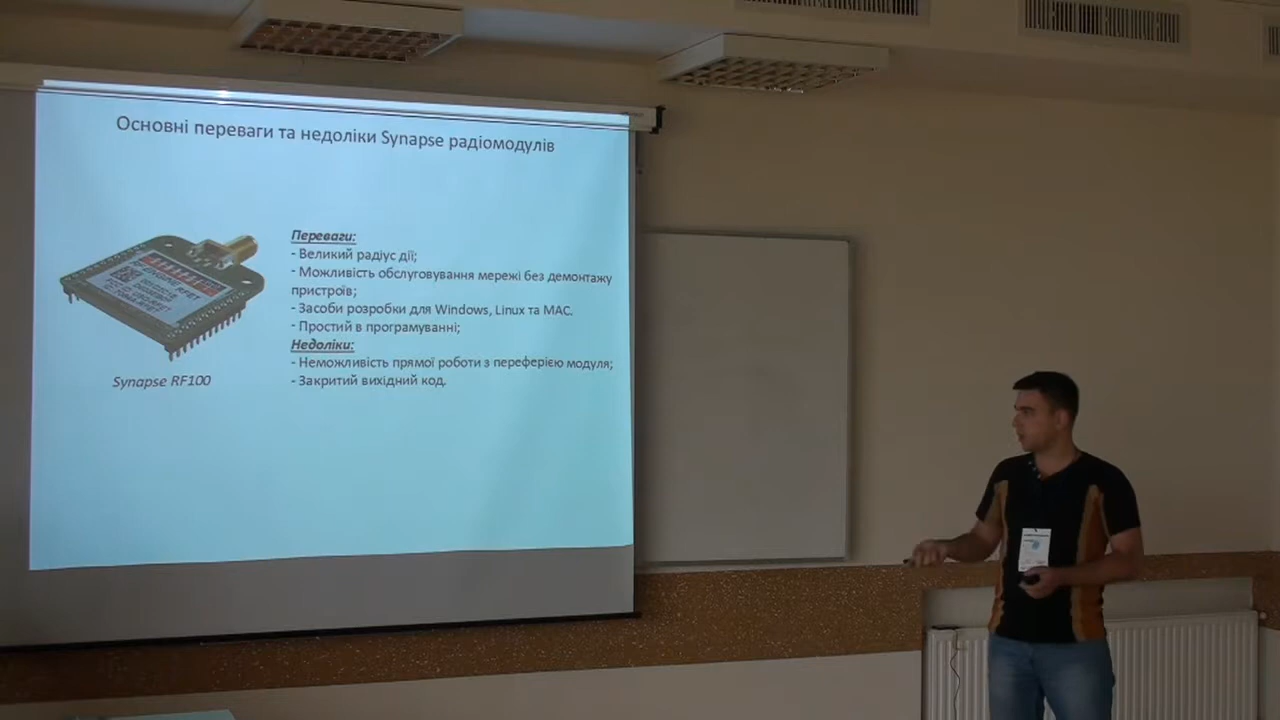 Основні переваги та недоліки Synapse радіомодулів
Переваги:
- Великий радіус дії;
- Можливість обслуговування мережі без демонтажу
пристроїв;
- Засоби розробки для Windows, Linux та MAC.
- Простий в програмуванні;
Недоліки:
- Неможливість прямої роботи з переферією модуля;
- Закритий вихідний код.
Synapse RF100